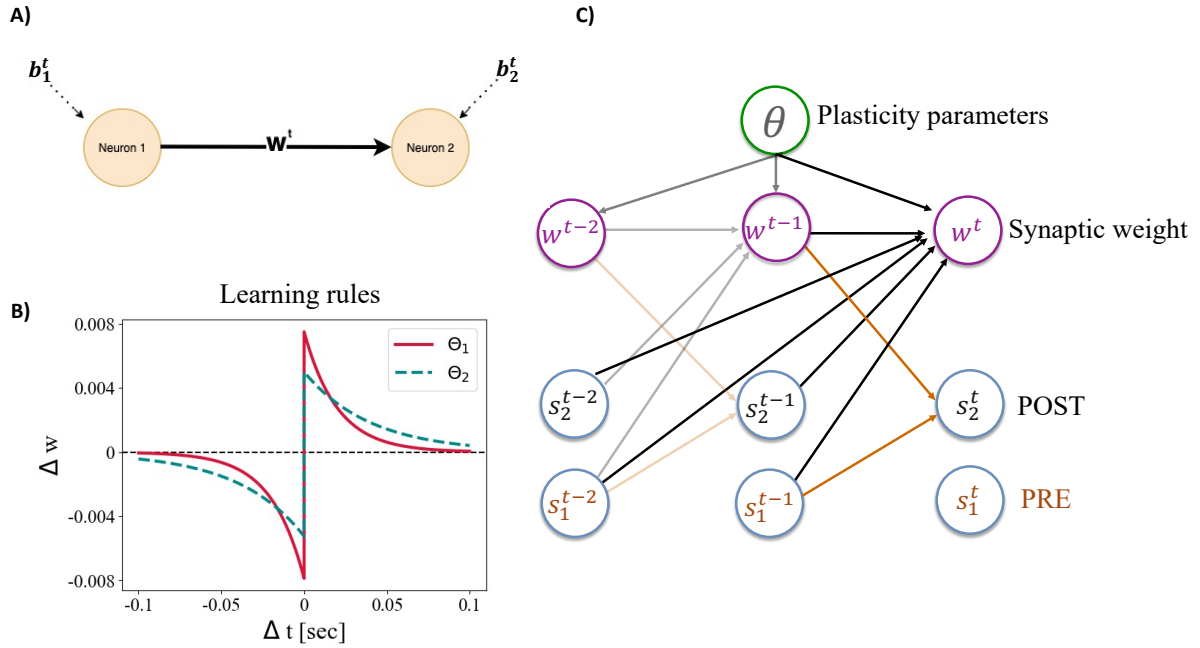 A)
b₁ᵗ
b₂ᵗ
Neuron 1
wᵗ
Neuron 2
B)
Learning rules
Δ w
0.008
0.004
0
-0.004
-0.008
Θ₁
Θ₂
-0.1
-0.05
0
0.05
0.1
Δ t [sec]
C)
θ
Plasticity parameters
wᵗ⁻²
wᵗ⁻¹
wᵗ
Synaptic weight
s₂ᵗ⁻²
s₂ᵗ⁻¹
s₂ᵗ
POST
s₁ᵗ⁻²
s₁ᵗ⁻¹
s₁ᵗ
PRE